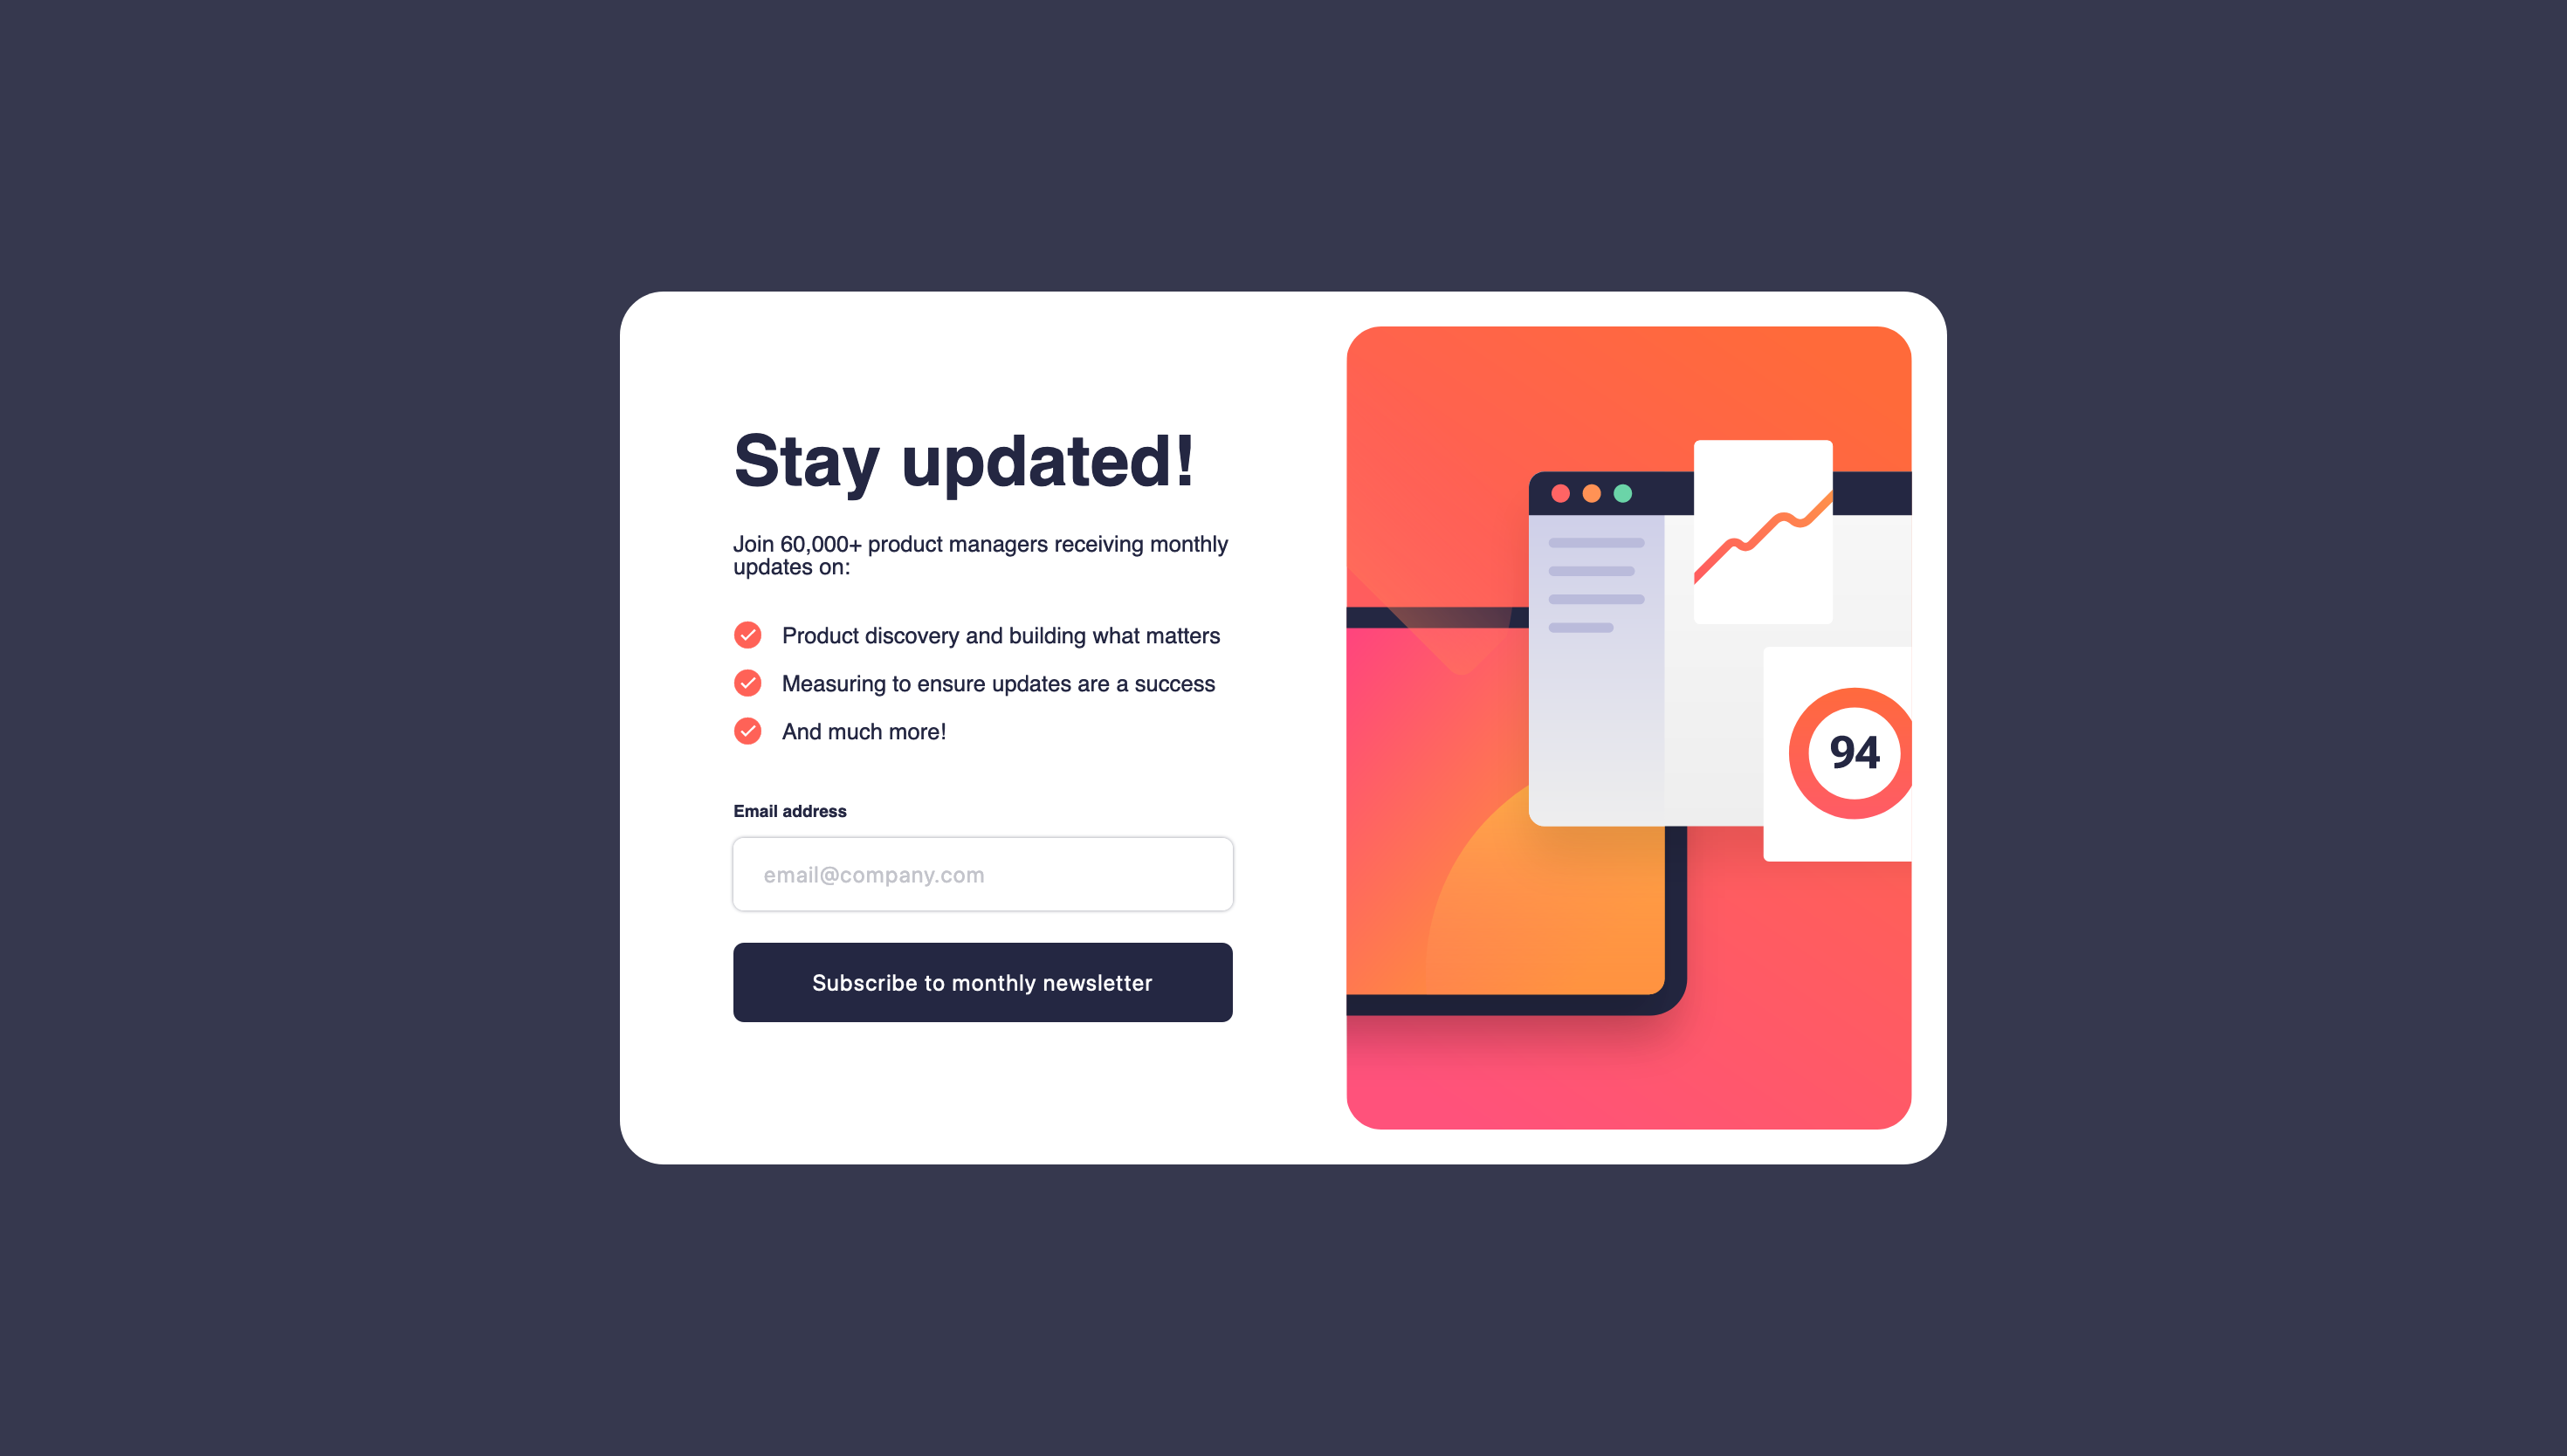 Stay updated!
Join 60,000+ product managers receiving monthly
updates on:
Product discovery and building what matters
Measuring to ensure updates are a success
And much more!
Email address
email@company.com
Subscribe to monthly newsletter
94